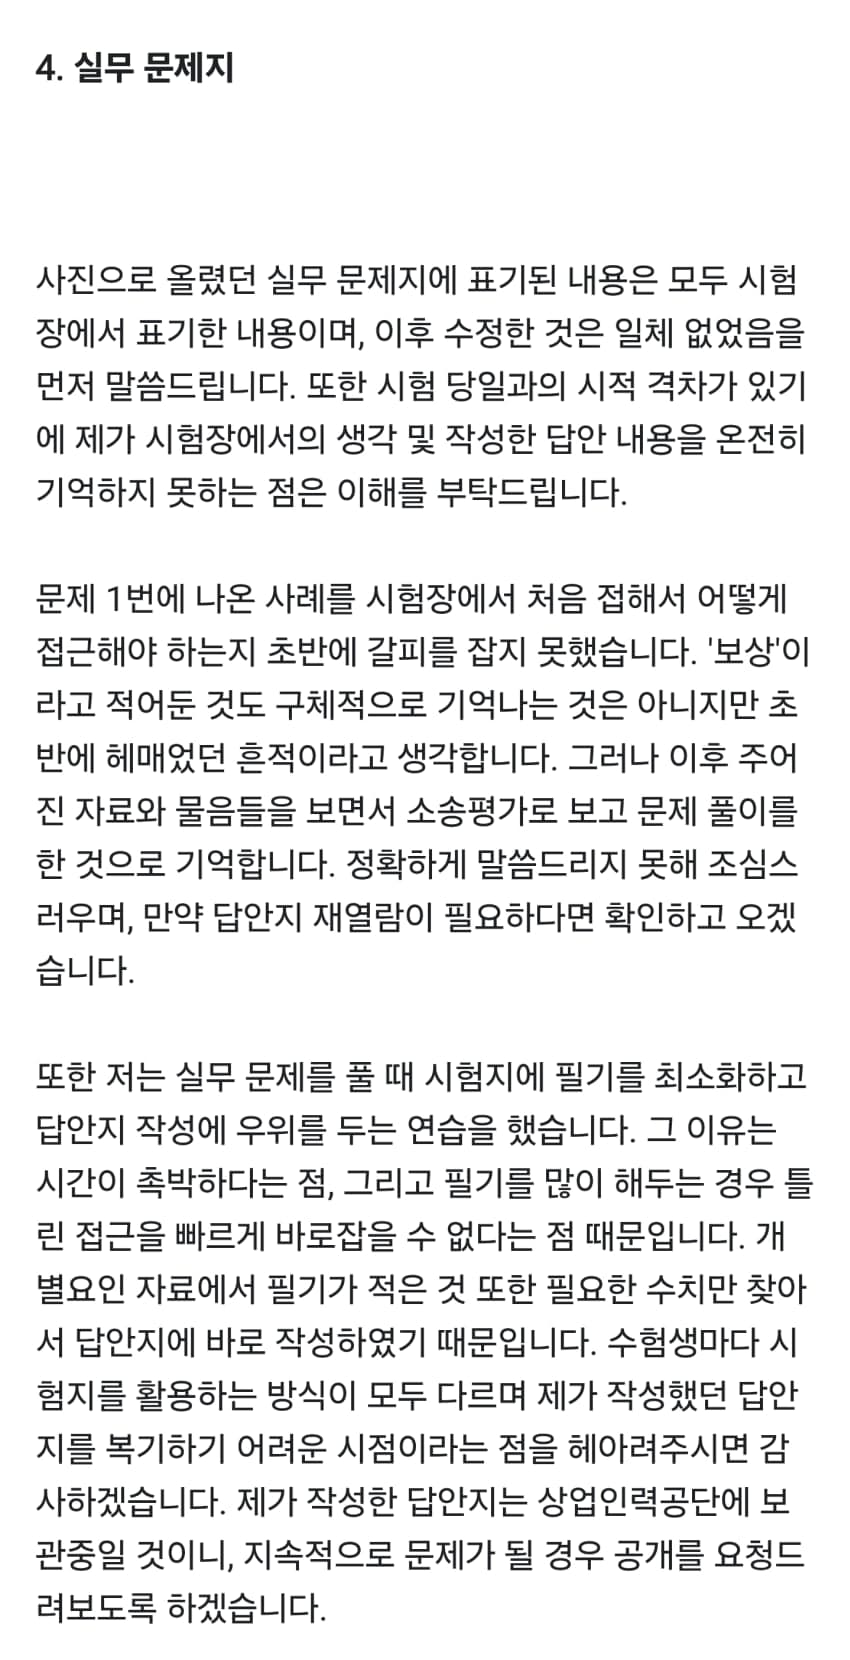 4. 실무 문제지
사진으로 올렸던 실무 문제지에 표기된 내용은 모두 시험
장에서 표기한 내용이며, 이후 수정한 것은 일체 없었음을
먼저 말씀드립니다. 또한 시험 당일과의 시적 격차가 있기
에 제가 시험장에서의 생각 및 작성한 답안 내용을 온전히
기억하지 못하는 점은 이해를 부탁드립니다.
문제 1번에 나온 사례를 시험장에서 처음 접해서 어떻게
접근해야 하는지 초반에 갈피를 잡지 못했습니다. '보상'이
라고 적어둔 것도 구체적으로 기억나는 것은 아니지만 초
반에 헤매었던 흔적이라고 생각합니다. 그러나 이후 주어
진 자료와 물음들을 보면서 소송평가로 보고 문제 풀이를
한 것으로 기억합니다. 정확하게 말씀드리지 못해 조심스
러우며, 만약 답안지 재열람이 필요하다면 확인하고 오겠
습니다.
또한 저는 실무 문제를 풀 때 시험지에 필기를 최소화하고
답안지 작성에 우위를 두는 연습을 했습니다. 그 이유는
시간이 촉박하다는 점, 그리고 필기를 많이 해두는 경우 틀
린 접근을 빠르게 바로잡을 수 없다는 점 때문입니다. 개
별요인 자료에서 필기가 적은 것 또한 필요한 수치만 찾아
서 답안지에 바로 작성하였기 때문입니다. 수험생마다 시
험지를 활용하는 방식이 모두 다르며 제가 작성했던 답안
지를 복기하기 어려운 시점이라는 점을 헤아려주시면 감
사하겠습니다. 제가 작성한 답안지는 상업인력공단에 보
관중일 것이니, 지속적으로 문제가 될 경우 공개를 요청드
려보도록 하겠습니다.